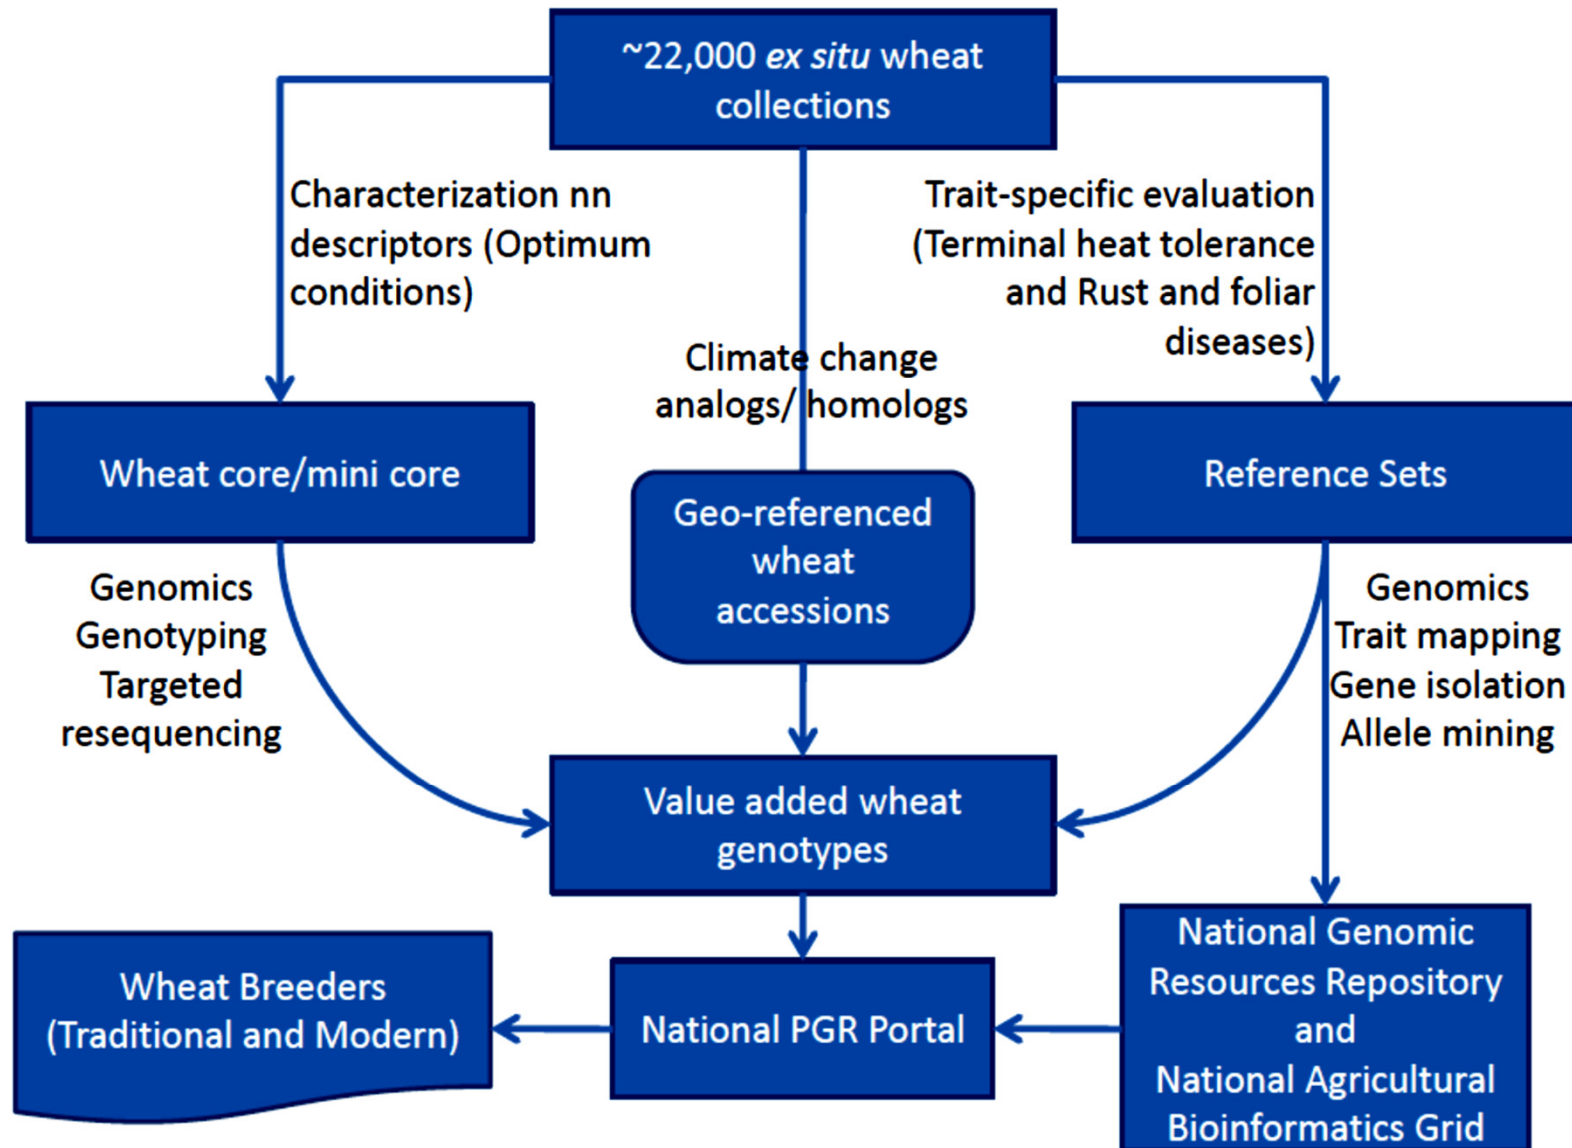 ~22,000 ex situ wheat
collections
Characterization nn
descriptors (Optimum
conditions)
Trait-specific evaluation
(Terminal heat tolerance
and Rust and foliar
diseases)
Climate change
analogs/ homologs
Wheat core/mini core
Geo-referenced
wheat
accessions
Reference Sets
Genomics
Genotyping
Targeted
resequencing
Genomics
Trait mapping
Gene isolation
Allele mining
Value added wheat
genotypes
Wheat Breeders
(Traditional and Modern)
National PGR Portal
National Genomic
Resources Repository
and
National Agricultural
Bioinformatics Grid